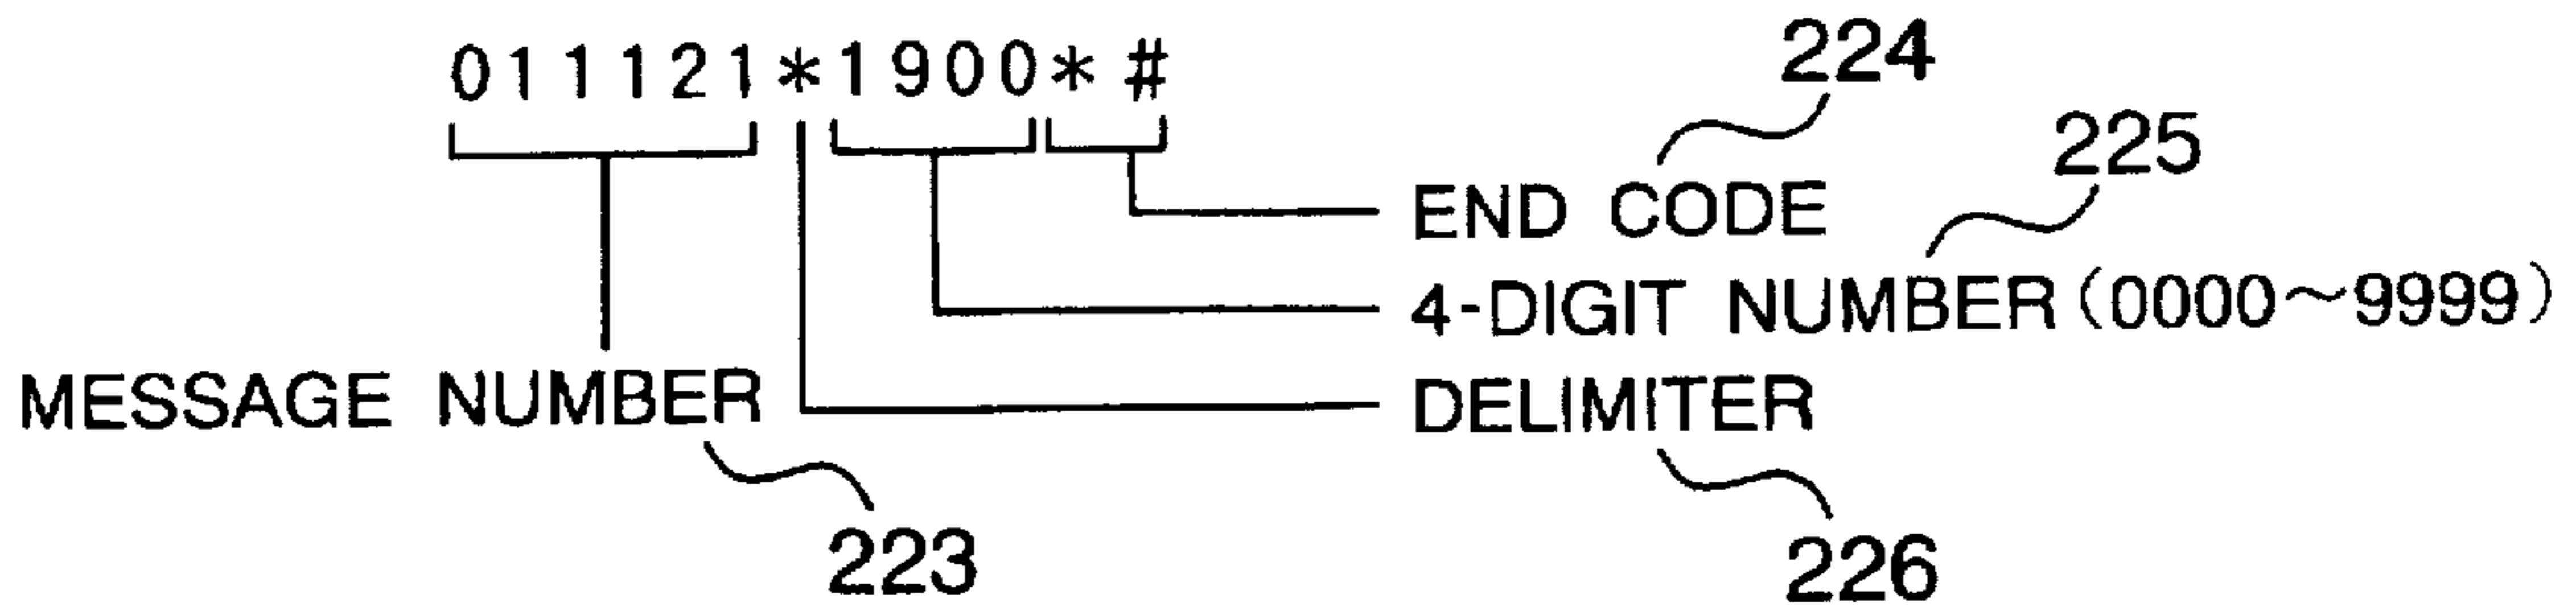 011121*1900*#
224
225
END CODE
4-DIGIT NUMBER (0000~9999)
MESSAGE NUMBER
DELIMITER
223
226